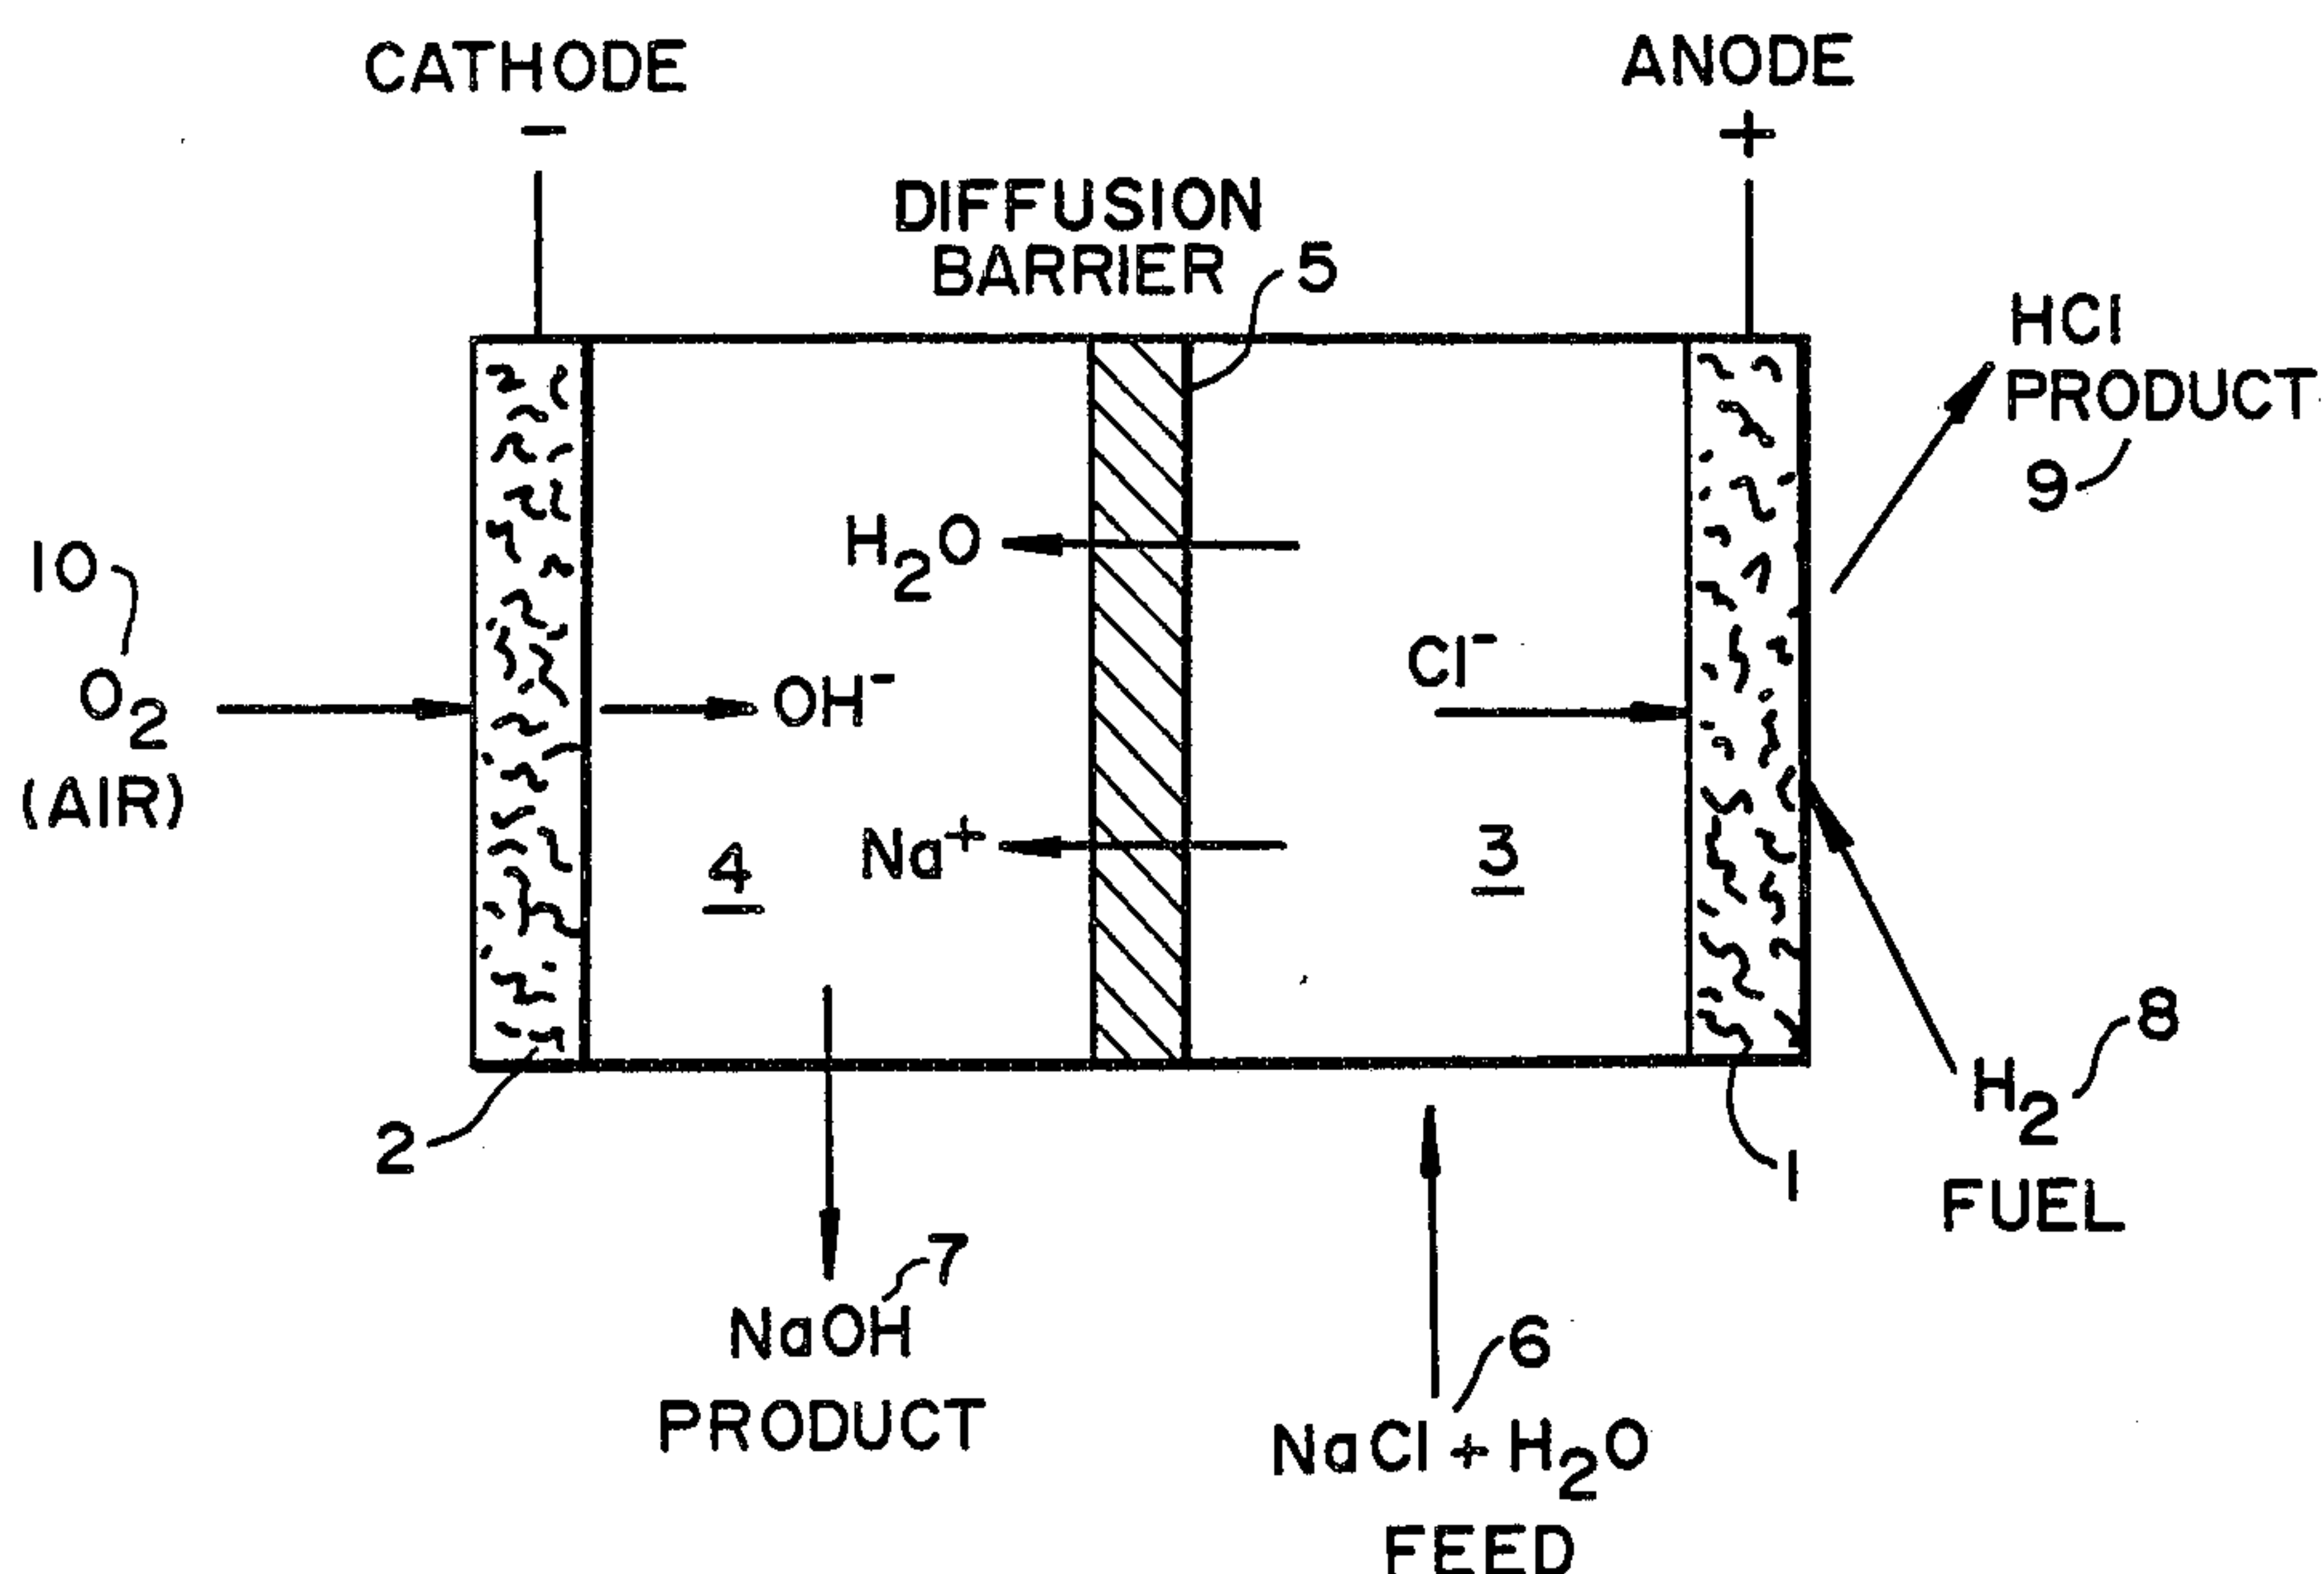 CATHODE
−
ANODE
+
DIFFUSION
BARRIER
5
HCl
PRODUCT
9
10
O₂
(AIR)
H₂O
OH⁻
Cl⁻
Na⁺
4
3
2
1
8
H₂
FUEL
7
NaOH
PRODUCT
6
NaCl + H₂O
FEED